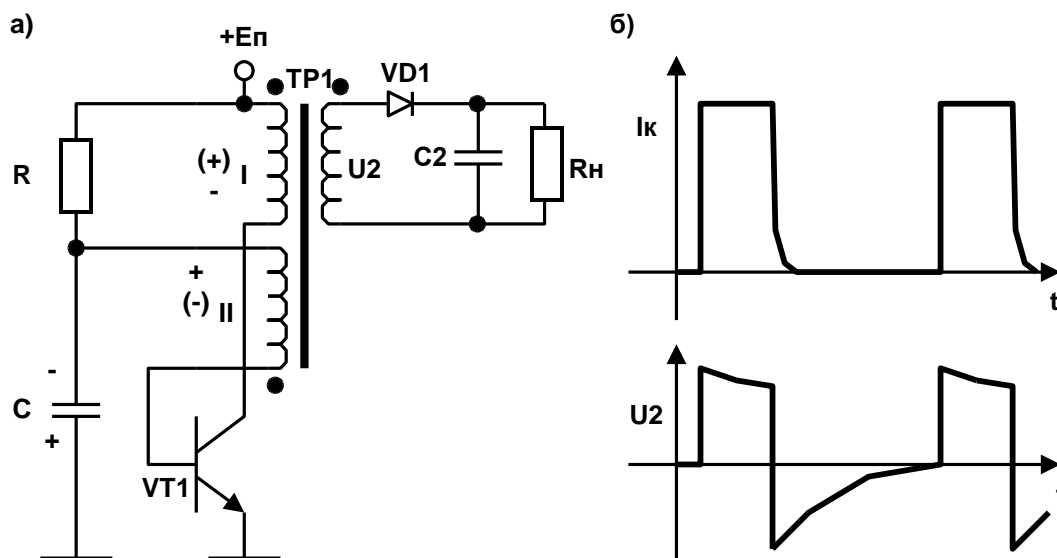 а)
+Еп
ТР1
VD1
R
(+)
-
I
U2
C2
Rн
+
(-)
II
-
C
+
VT1
б)
Iк
t
U2